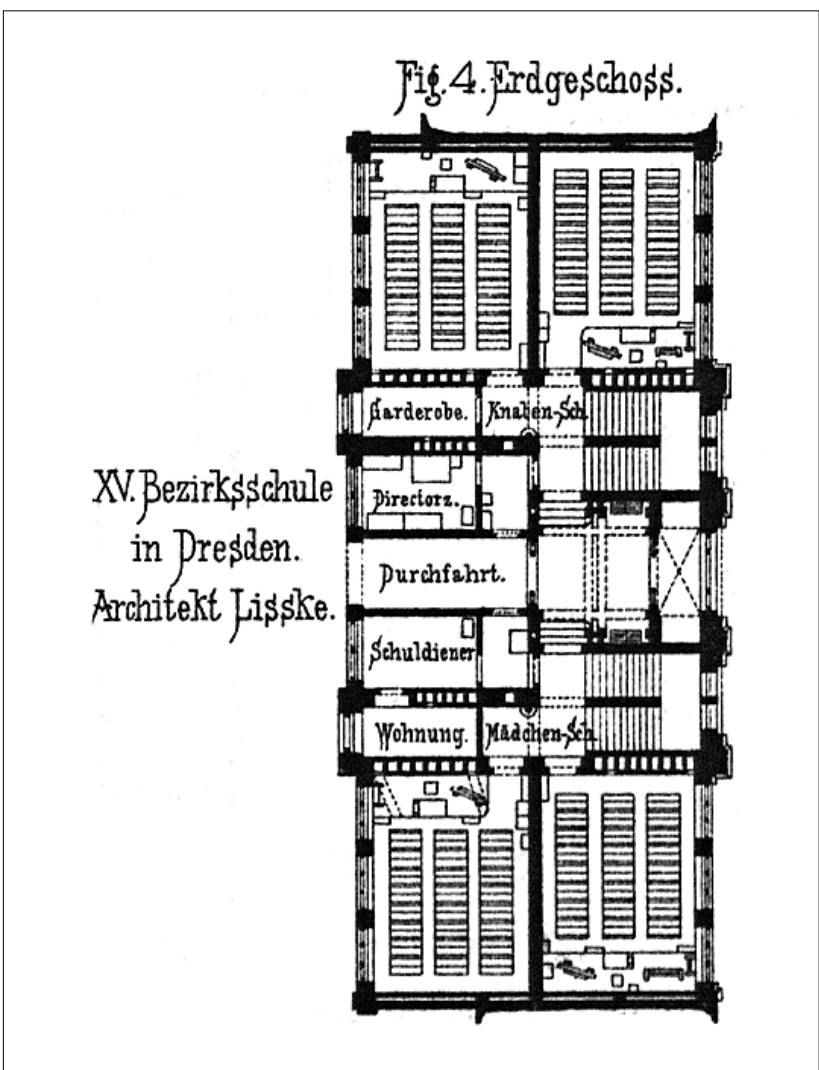 Fig. 4. Erdgeschoss.
Garderobe.
Knaben-Sch.
XV. Bezirksschule
in Dresden.
Architekt Lisske.
Directorz.
Durchfahrt.
Schuldiener
Wohnung.
Mädchen-Sch.